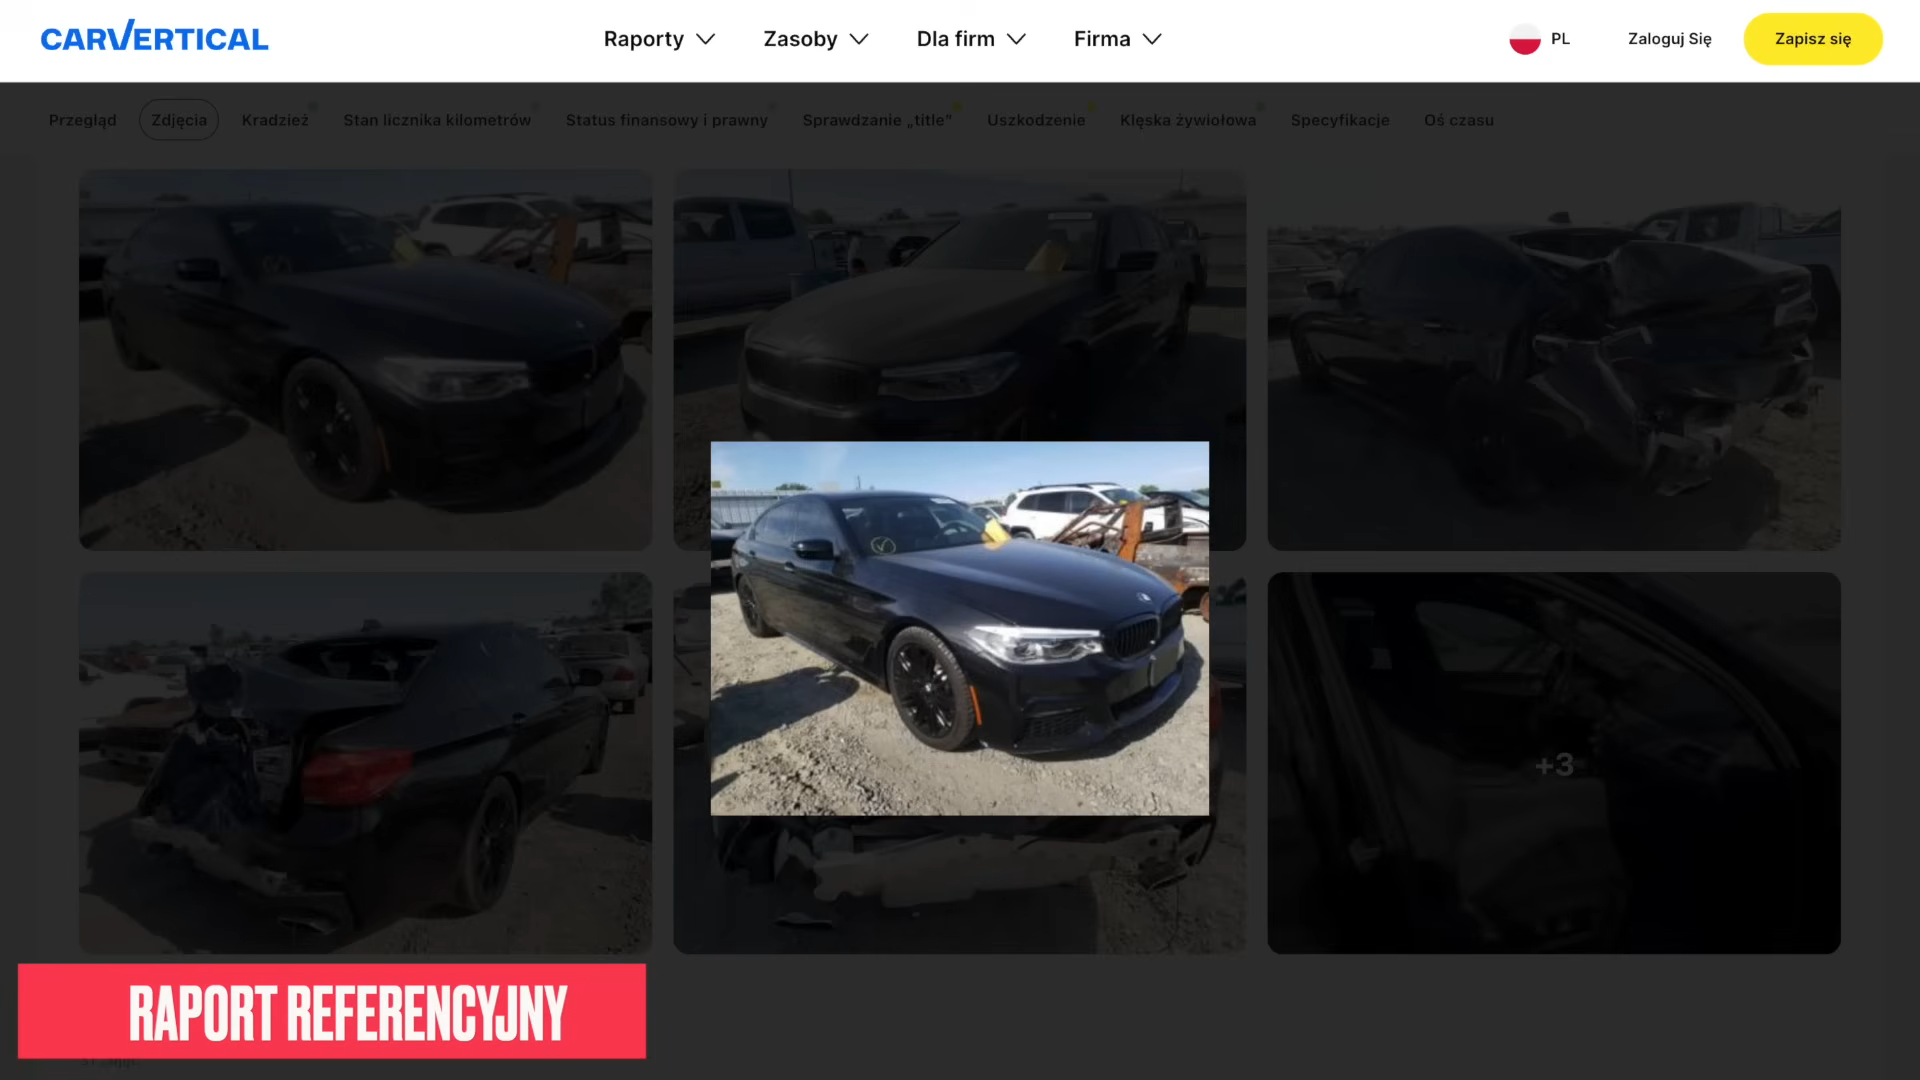 CARVERTICAL
Raporty
Zasoby
Dla firm
Firma
PL
Zaloguj Się
Zapisz się
Przegląd
Zdjęcia
Kradzież
Stan licznika kilometrów
Status finansowy i prawny
Sprawdzanie „title”
Uszkodzenie
Klęska żywiołowa
Specyfikacje
Oś czasu
+3
RAPORT REFERENCYJNY